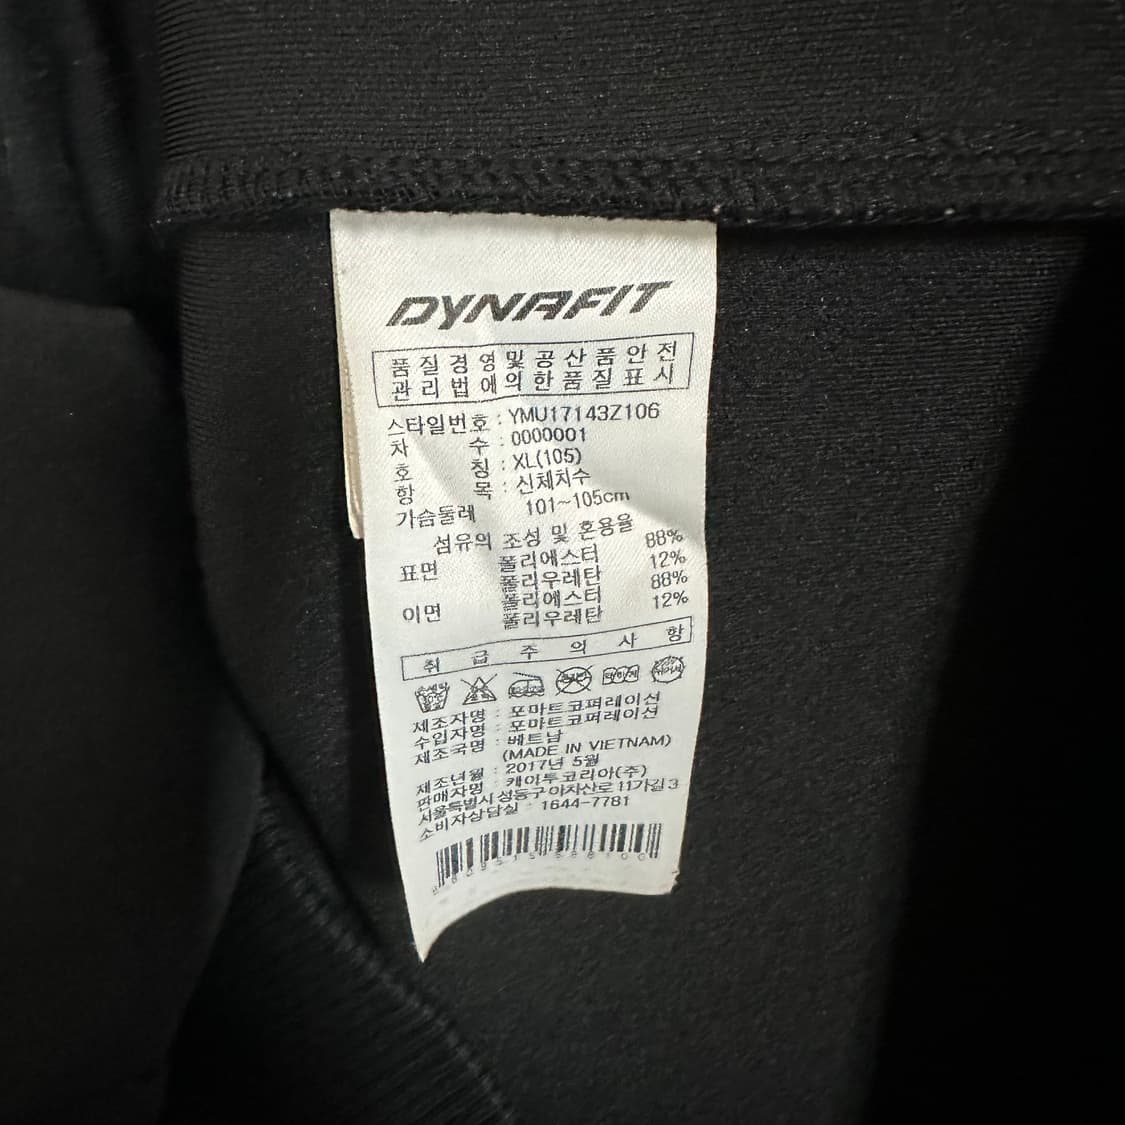 DYNAFIT
품질경영및공산품안전
관리법에의한품질표시
스타일번호 : YMU17143Z106
차 수 : 0000001
호 칭 : XL(105)
항 목 : 신체치수
가슴둘레 101~105cm
섬유의 조성 및 혼용율
표면 폴리에스터 88%
폴리우레탄 12%
이면 폴리에스터 88%
폴리우레탄 12%
취급주의사항
손세탁
약하게
제조자명 : 포마트코퍼레이션
수입자명 : 포마트코퍼레이션
제조국명 : 베트남
(MADE IN VIETNAM)
제조년월 : 2017년 5월
판매자명 : 케이투코리아(주)
서울특별시 성동구 아차산로 11가길 3
소비자상담실 : 1644-7781